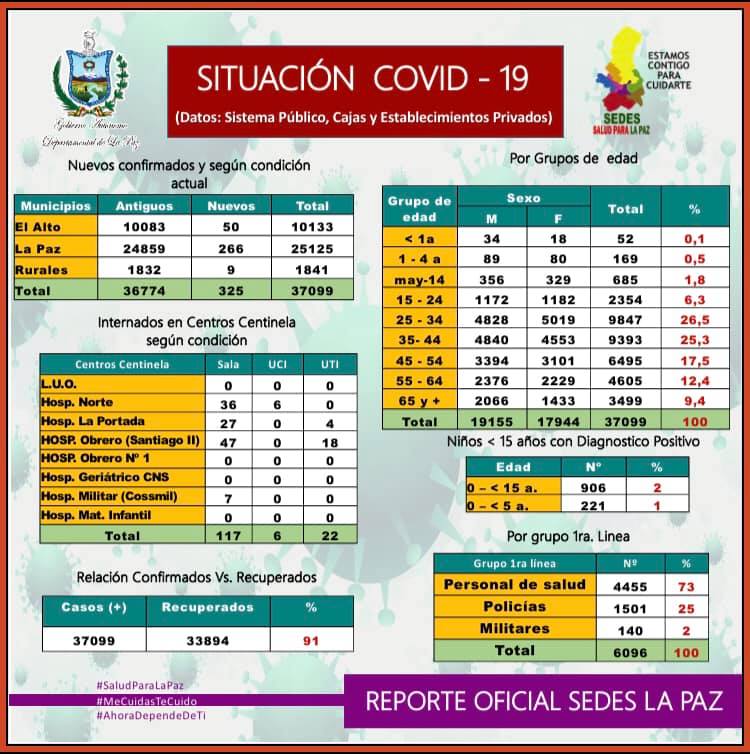 SITUACIÓN COVID - 19
(Datos: Sistema Público, Cajas y Establecimientos Privados)
Gobierno Autónomo
Departamental de La Paz
ESTAMOS
CONTIGO
PARA
CUIDARTE
SEDES
SALUD PARA LA PAZ
Nuevos confirmados y según condición
actual
Municipios Antiguos Nuevos Total
El Alto 10083 50 10133
La Paz 24859 266 25125
Rurales 1832 9 1841
Total 36774 325 37099
Internados en Centros Centinela
según condición
Centros Centinela Sala UCI UTI
L.U.O. 0 0 0
Hosp. Norte 36 6 0
Hosp. La Portada 27 0 4
HOSP. Obrero (Santiago II) 47 0 18
HOSP. Obrero Nº 1 0 0 0
Hosp. Geriátrico CNS 0 0 0
Hosp. Militar (Cossmil) 7 0 0
Hosp. Mat. Infantil 0 0 0
Total 117 6 22
Relación Confirmados Vs. Recuperados
Casos (+) Recuperados %
37099 33894 91
Por Grupos de edad
Grupo de edad Sexo Total %
M F
< 1a 34 18 52 0,1
1 - 4 a 89 80 169 0,5
may-14 356 329 685 1,8
15 - 24 1172 1182 2354 6,3
25 - 34 4828 5019 9847 26,5
35- 44 4840 4553 9393 25,3
45 - 54 3394 3101 6495 17,5
55 - 64 2376 2229 4605 12,4
65 y + 2066 1433 3499 9,4
Total 19155 17944 37099 100
Niños < 15 años con Diagnostico Positivo
Edad Nº %
0 – < 15 a. 906 2
0 – < 5 a. 221 1
Por grupo 1ra. Linea
Grupo 1ra línea Nº %
Personal de salud 4455 73
Policías 1501 25
Militares 140 2
Total 6096 100
#SaludParaLaPaz
#MeCuidasTeCuido
#AhoraDependeDeTi
REPORTE OFICIAL SEDES LA PAZ